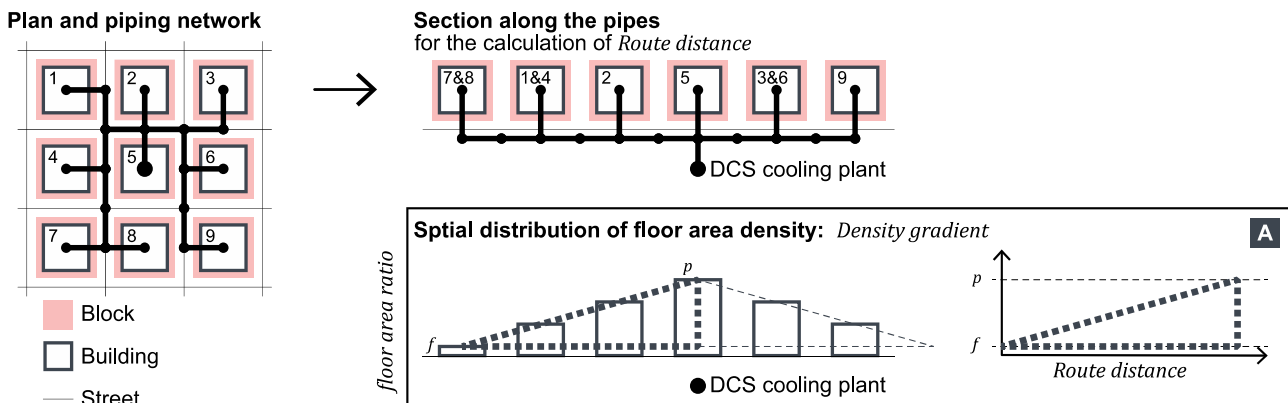 Plan and piping network
1
2
3
4
5
6
7
8
9
Block
Building
Street
Section along the pipes
for the calculation of Route distance
7&8
1&4
2
5
3&6
9
DCS cooling plant
Sptial distribution of floor area density: Density gradient
A
floor area ratio
p
f
DCS cooling plant
p
f
Route distance